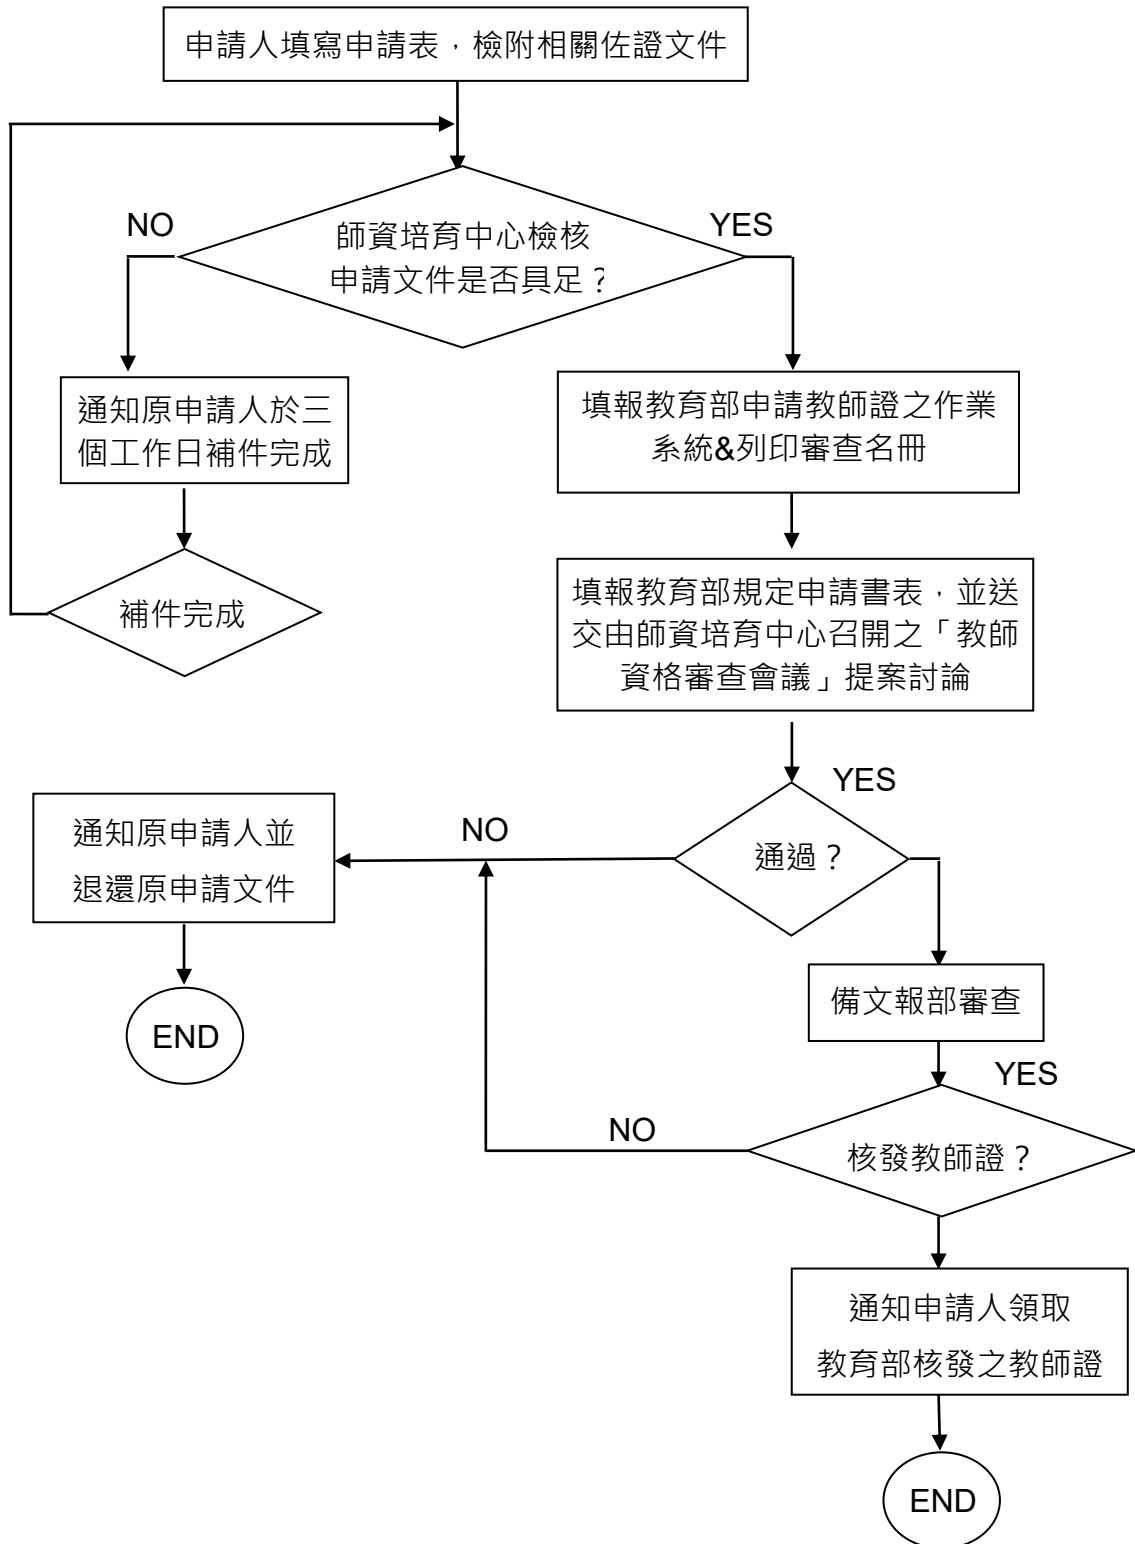 申請人填寫申請表，檢附相關佐證文件
NO
YES
師資培育中心檢核
申請文件是否具足？
通知原申請人於三
個工作日補件完成
填報教育部申請教師證之作業
系統&列印審查名冊
補件完成
填報教育部規定申請書表，並送
交由師資培育中心召開之「教師
資格審查會議」提案討論
YES
通知原申請人並
退還原申請文件
NO
通過？
END
備文報部審查
YES
NO
核發教師證？
通知申請人領取
教育部核發之教師證
END